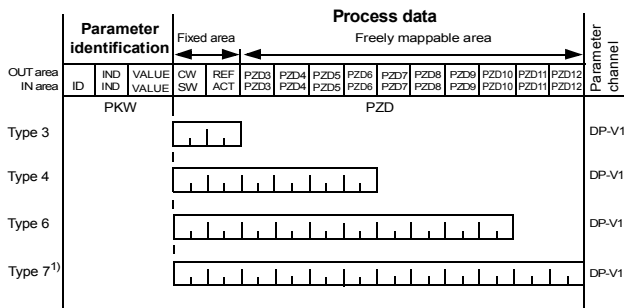 Parameter identification
Process data
Fixed area
Freely mappable area
Parameter channel
OUT area IND VALUE CW REF PZD3 PZD4 PZD5 PZD6 PZD7 PZD8 PZD9 PZD10 PZD11 PZD12
IN area ID IND VALUE SW ACT PZD3 PZD4 PZD5 PZD6 PZD7 PZD8 PZD9 PZD10 PZD11 PZD12
PKW PZD
Type 3 DP-V1
Type 4 DP-V1
Type 6 DP-V1
Type 7¹⁾ DP-V1